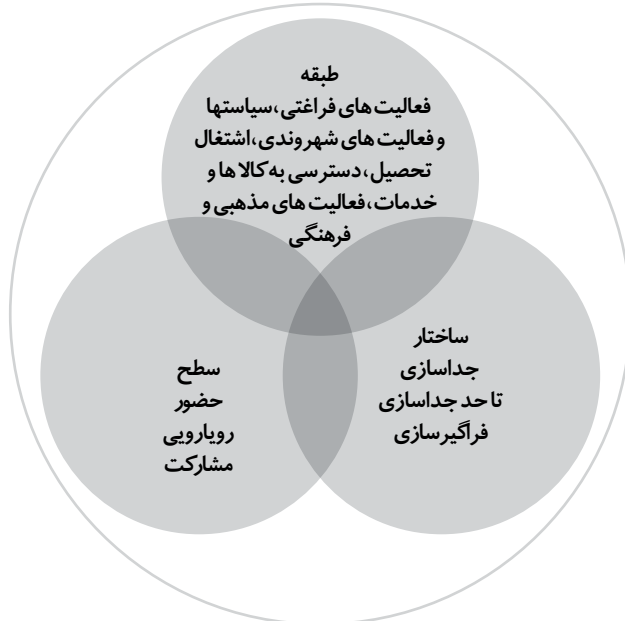 طبقه
فعالیت‌های فراغتی،سیاستها
و فعالیت‌های شهروندی،اشتغال
تحصیل، دسترسی به کالا ها و
خدمات، فعالیت های مذهبی و
فرهنگی
ساختار
جداسازی
تا حد جداسازی
فراگیرسازی
سطح
حضور
رویارویی
مشارکت